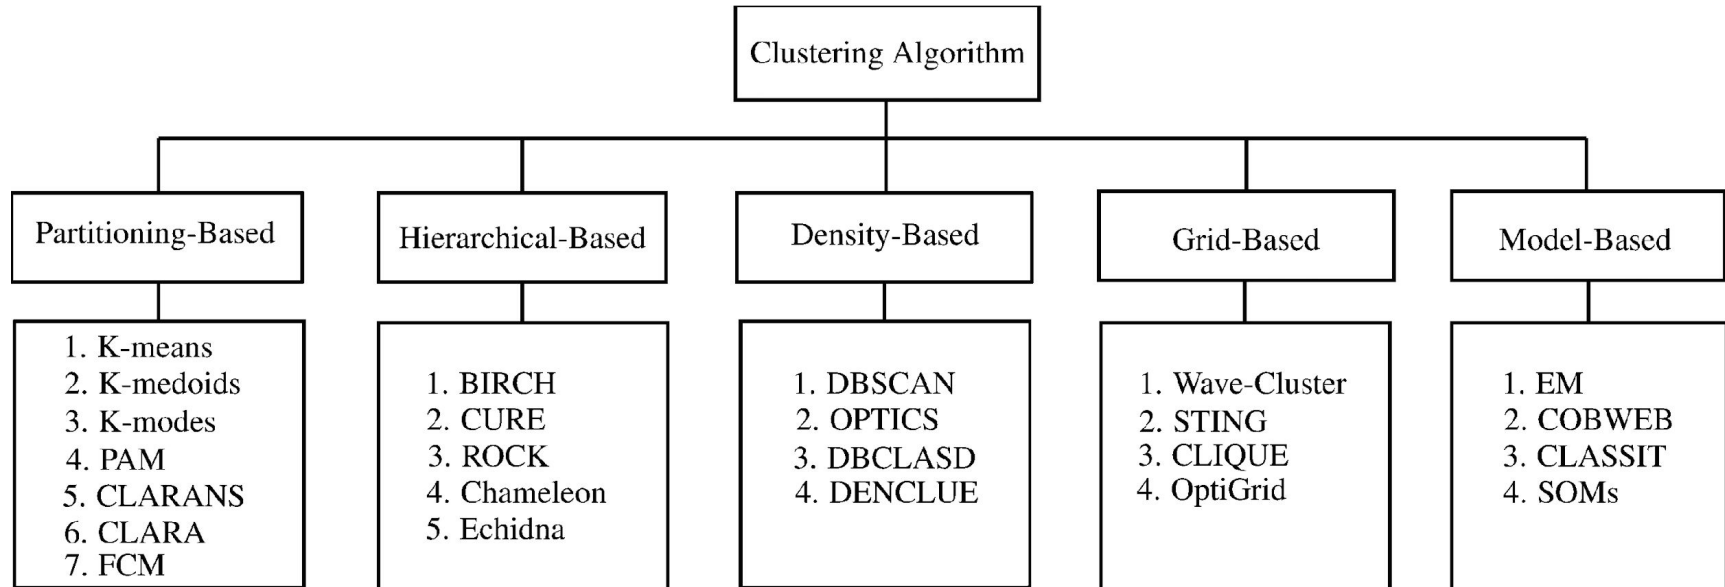 Clustering Algorithm
Partitioning-Based
Hierarchical-Based
Density-Based
Grid-Based
Model-Based
1. K-means
2. K-medoids
3. K-modes
4. PAM
5. CLARANS
6. CLARA
7. FCM
1. BIRCH
2. CURE
3. ROCK
4. Chameleon
5. Echidna
1. DBSCAN
2. OPTICS
3. DBCLASD
4. DENCLUE
1. Wave-Cluster
2. STING
3. CLIQUE
4. OptiGrid
1. EM
2. COBWEB
3. CLASSIT
4. SOMs